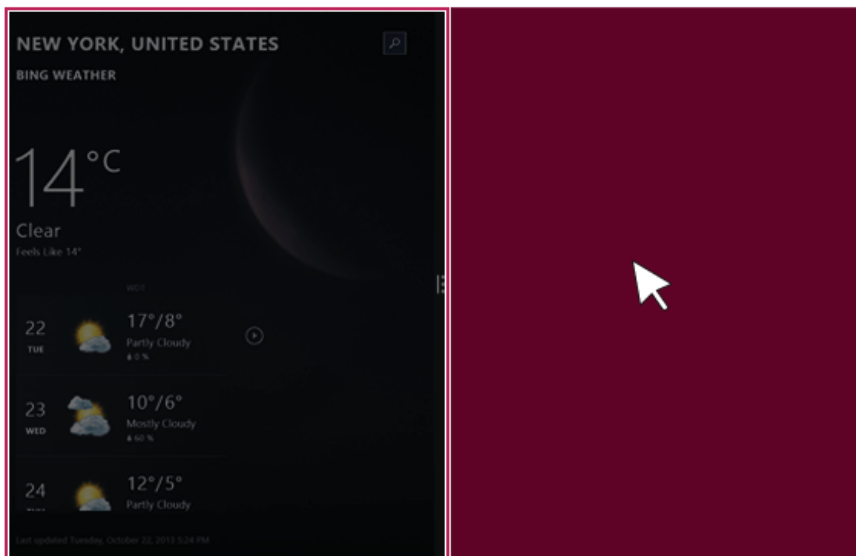 NEW YORK, UNITED STATES
BING WEATHER
14°C
Clear
Feels Like 14°
WDT
22
TUE
17°/8°
Partly Cloudy
0 %
23
WED
10°/6°
Mostly Cloudy
60 %
24
12°/5°
Partly Cloudy
Last updated Tuesday, October 22, 2013 5:24 PM